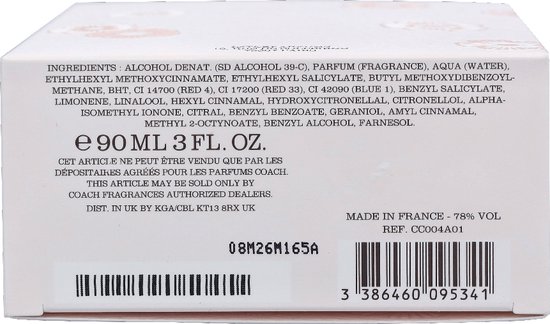 INGREDIENTS : ALCOHOL DENAT. (SD ALCOHOL 39-C), PARFUM (FRAGRANCE), AQUA (WATER),
ETHYLHEXYL METHOXYCINNAMATE, ETHYLHEXYL SALICYLATE, BUTYL METHOXYDIBENZOYL-
METHANE, BHT, CI 14700 (RED 4), CI 17200 (RED 33), CI 42090 (BLUE 1), BENZYL SALICYLATE,
LIMONENE, LINALOOL, HEXYL CINNAMAL, HYDROXYCITRONELLAL, CITRONELLOL, ALPHA-
ISOMETHYL IONONE, CITRAL, BENZYL BENZOATE, GERANIOL, AMYL CINNAMAL,
METHYL 2-OCTYNOATE, BENZYL ALCOHOL, FARNESOL.
℮ 90 ML 3 FL. OZ.
CET ARTICLE NE PEUT ÊTRE VENDU QUE PAR LES
DÉPOSITAIRES AGRÉÉS POUR LES PARFUMS COACH.
THIS ARTICLE MAY BE SOLD ONLY BY
COACH FRAGRANCES AUTHORIZED DEALERS.
DIST. IN UK BY KGA/CBL KT13 8RX UK
MADE IN FRANCE - 78% VOL
REF. CC004A01
08M26M165A
3 386460 095341